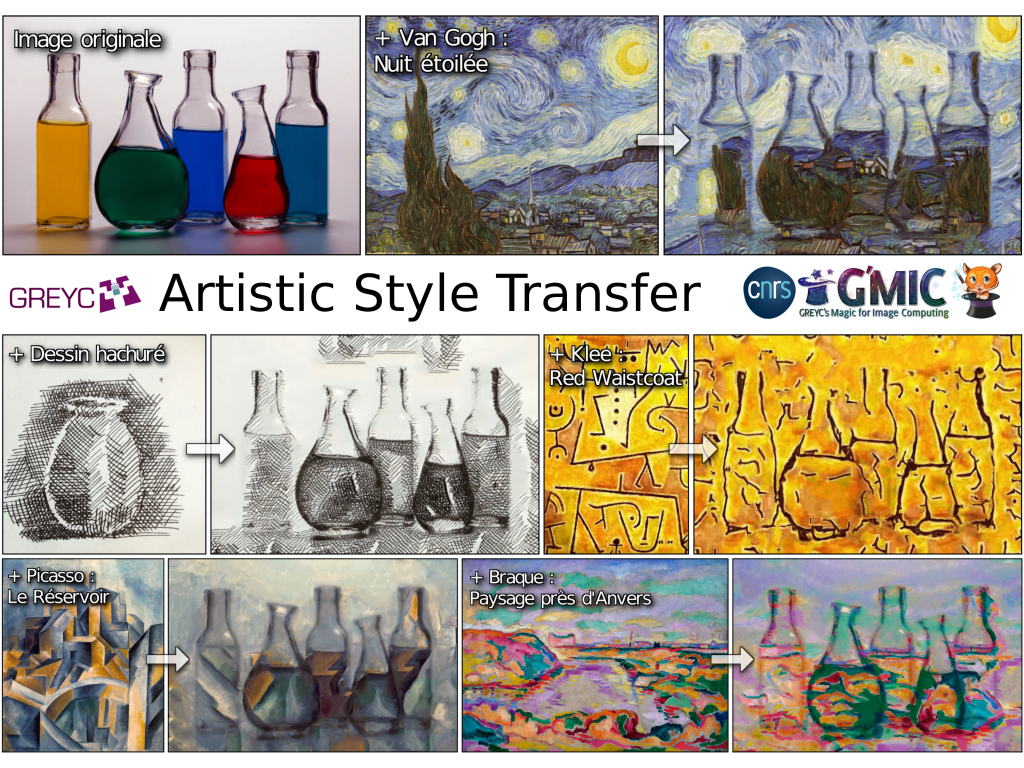 Image originale
+ Van Gogh :
Nuit étoilée
GREYC
Artistic Style Transfer
cnrs
G'MIC
GREYC's Magic for Image Computing
+ Dessin hachuré
+ Klee :
Red Waistcoat
+ Picasso :
Le Réservoir
+ Braque :
Paysage près d'Anvers